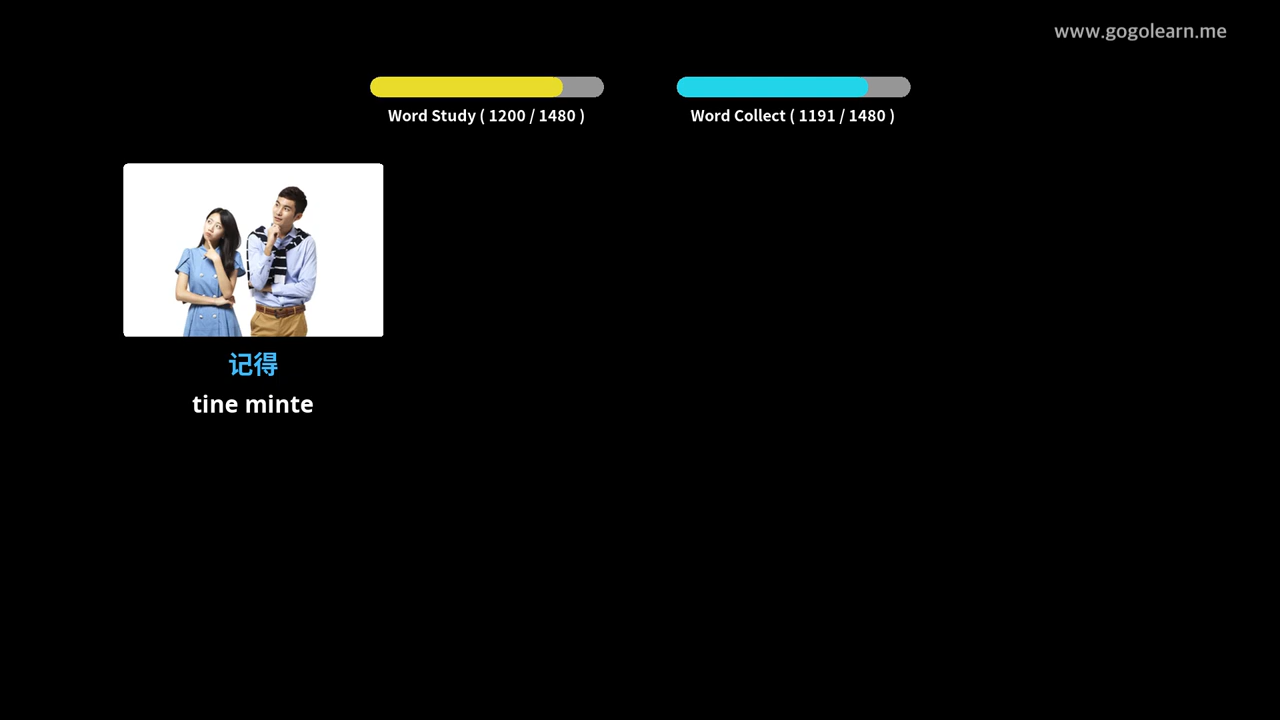 www.gogolearn.me
Word Study ( 1200 / 1480 )
Word Collect ( 1191 / 1480 )
记得
tine minte